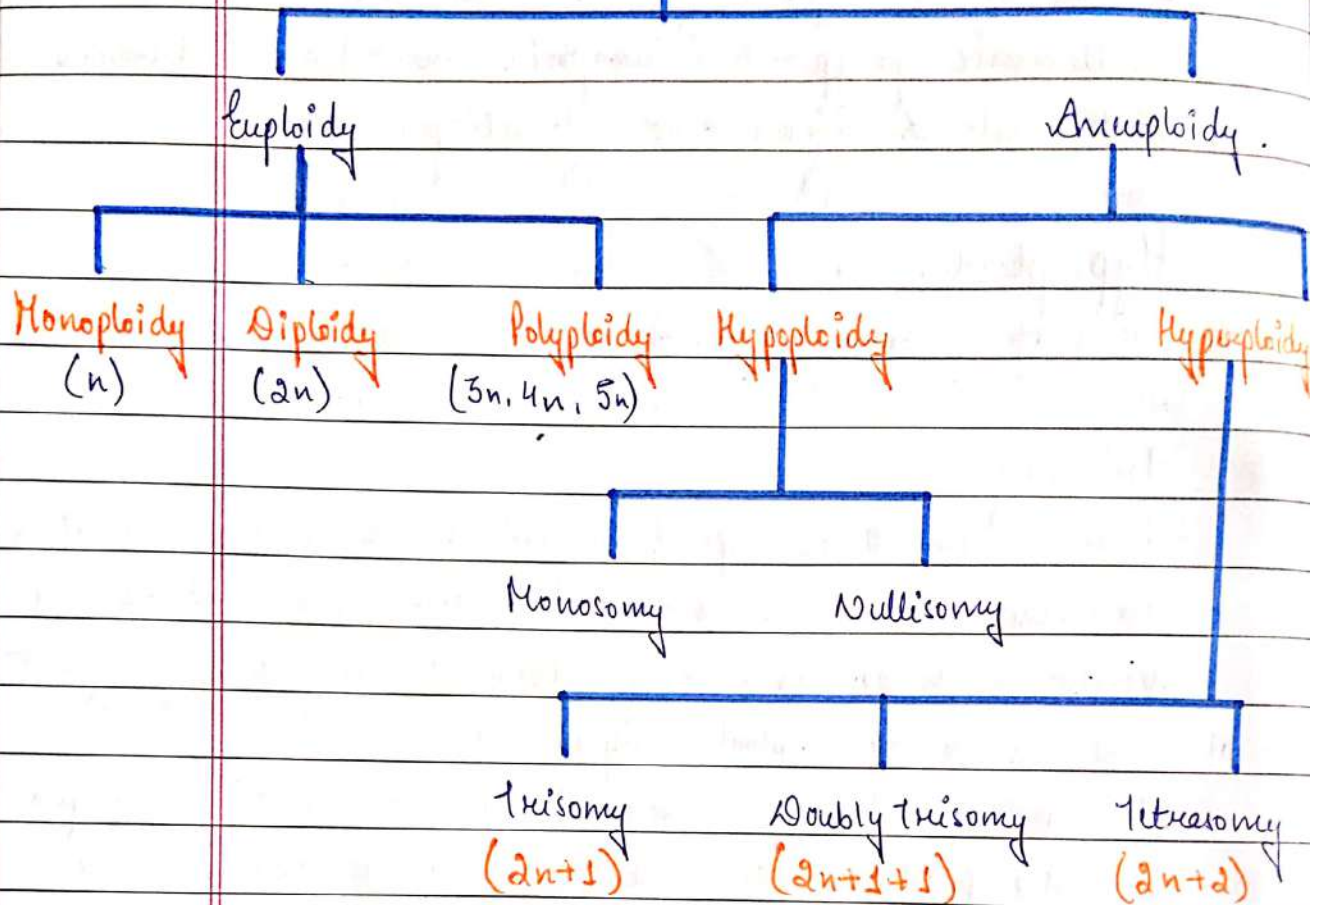 Euploidy Aneuploidy.
Monoploidy Diploidy Polyploidy Hypoploidy Hyperploidy
(n) (2n) (3n, 4n, 5n)
Monosomy Nullisomy
Trisomy Doubly Trisomy Tetrasomy
(2n+1) (2n+1+1) (2n+2)